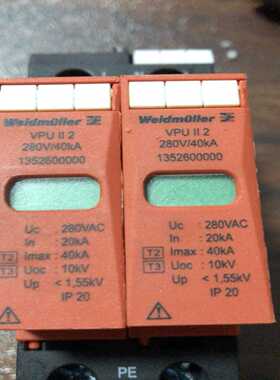 Weidmüller
VPU II 2
280V/40kA
1352600000
Uc : 280VAC
In : 20kA
T2 Imax : 40kA
T3 Uoc : 10kV
Up < 1,55kV
IP 20
Weidmüller
VPU II 2
280V/40kA
1352600000
Uc : 280VAC
In : 20kA
T2 Imax : 40kA
T3 Uoc : 10kV
Up : < 1,55kV
IP 20
PE